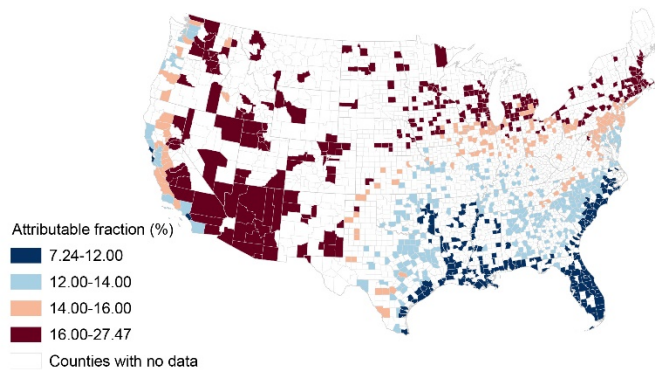 Attributable fraction (%)
7.24-12.00
12.00-14.00
14.00-16.00
16.00-27.47
Counties with no data